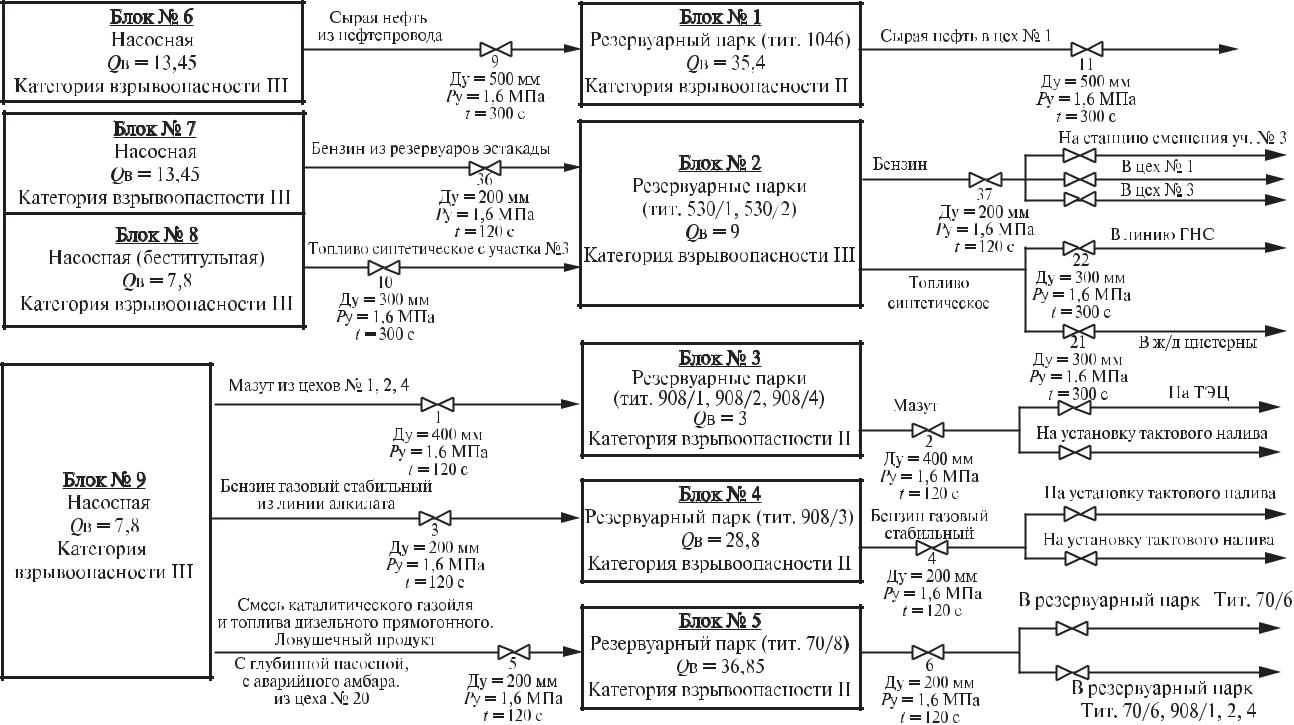 Блок № 6
Насосная
Qв = 13,45
Категория взрывоопасности III
Сырая нефть
из нефтепровода
9
Ду = 500 мм
Ру = 1,6 МПа
t = 300 с
Блок № 1
Резервуарный парк (тит. 1046)
Qв = 35,4
Категория взрывоопасности II
Сырая нефть в цех № 1
11
Ду = 500 мм
Ру = 1,6 МПа
t = 300 с
Блок № 7
Насосная
Qв = 13,45
Категория взрывоопасности III
Бензин из резервуаров эстакады
36
Ду = 200 мм
Ру = 1,6 МПа
t = 120 с
Блок № 8
Насосная (беститульная)
Qв = 7,8
Категория взрывоопасности III
Топливо синтетическое с участка №3
10
Ду = 300 мм
Ру = 1,6 МПа
t = 300 с
Блок № 2
Резервуарные парки
(тит. 530/1, 530/2)
Qв = 9
Категория взрывоопасности III
Бензин
37
Ду = 200 мм
Ру = 1,6 МПа
t = 120 с
На станцию смешения уч. № 3
В цех № 1
В цех № 3
Топливо
синтетическое
В линию ГНС
22
Ду = 300 мм
Ру = 1,6 МПа
t = 300 с
В ж/д цистерны
21
Ду = 300 мм
Ру = 1,6 МПа
t = 300 с
Блок № 9
Насосная
Qв = 7,8
Категория
взрывоопасности III
Мазут из цехов № 1, 2, 4
1
Ду = 400 мм
Ру = 1,6 МПа
t = 120 с
Блок № 3
Резервуарные парки
(тит. 908/1, 908/2, 908/4)
Qв = 3
Категория взрывоопасности II
Мазут
2
Ду = 400 мм
Ру = 1,6 МПа
t = 120 с
На ТЭЦ
На установку тактового налива
Бензин газовый стабильный
из линии алкилата
3
Ду = 200 мм
Ру = 1,6 МПа
t = 120 с
Блок № 4
Резервуарный парк (тит. 908/3)
Qв = 28,8
Категория взрывоопасности II
Бензин газовый
стабильный
4
Ду = 200 мм
Ру = 1,6 МПа
t = 120 с
На установку тактового налива
На установку тактового налива
Смесь каталитического газойля
и топлива дизельного прямогонного.
Ловушечный продукт
С глубинной насосной,
с аварийного амбара.
из цеха № 20
5
Ду = 200 мм
Ру = 1,6 МПа
t = 120 с
Блок № 5
Резервуарный парк (тит. 70/8)
Qв = 36,85
Категория взрывоопасности II
6
Ду = 200 мм
Ру = 1,6 МПа
t = 120 с
В резервуарный парк Тит. 70/6
В резервуарный парк
Тит. 70/6, 908/1, 2, 4